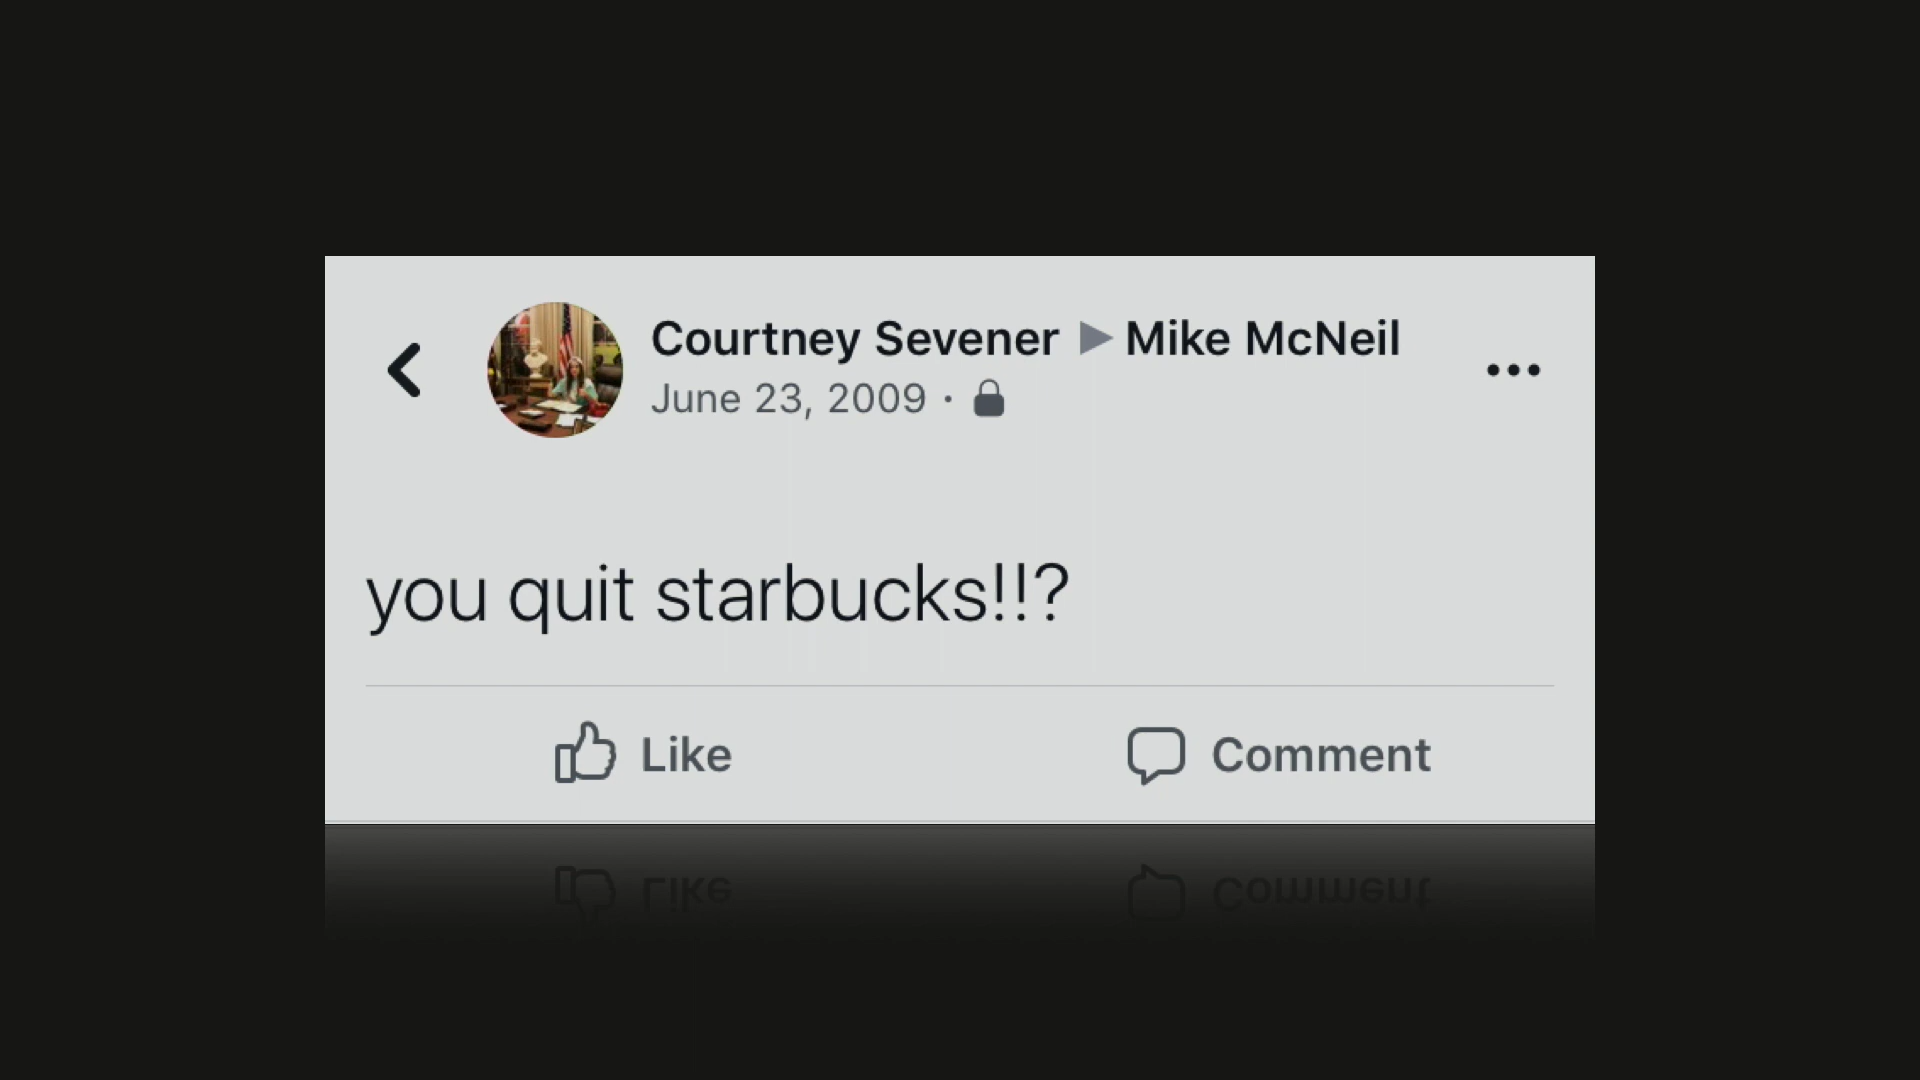 Courtney Sevener ▶ Mike McNeil
June 23, 2009 ·
you quit starbucks!!?
Like
Comment